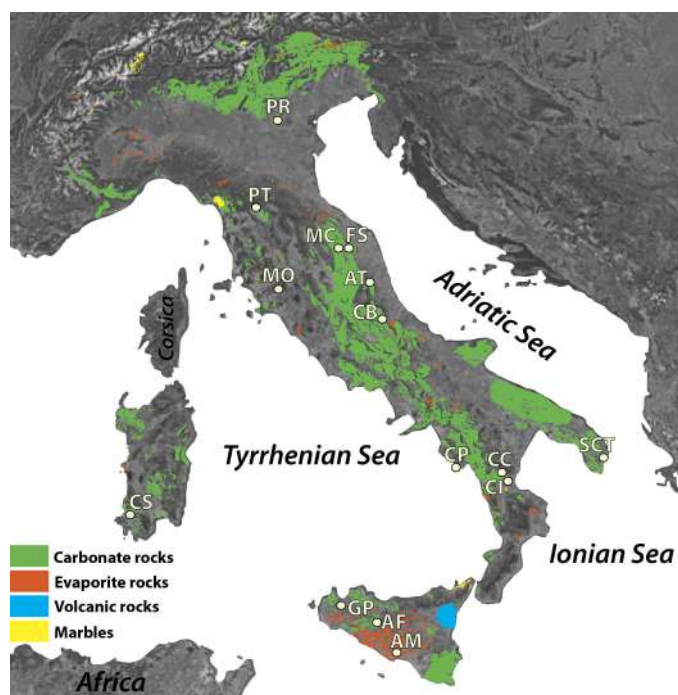 PR
PT
MC FS
MO
AT
CB
Adriatic Sea
Corsica
Tyrrhenian Sea
SCT
CP
CC
CI
CS
Ionian Sea
Carbonate rocks
Evaporite rocks
Volcanic rocks
Marbles
GP
AF
AM
Africa